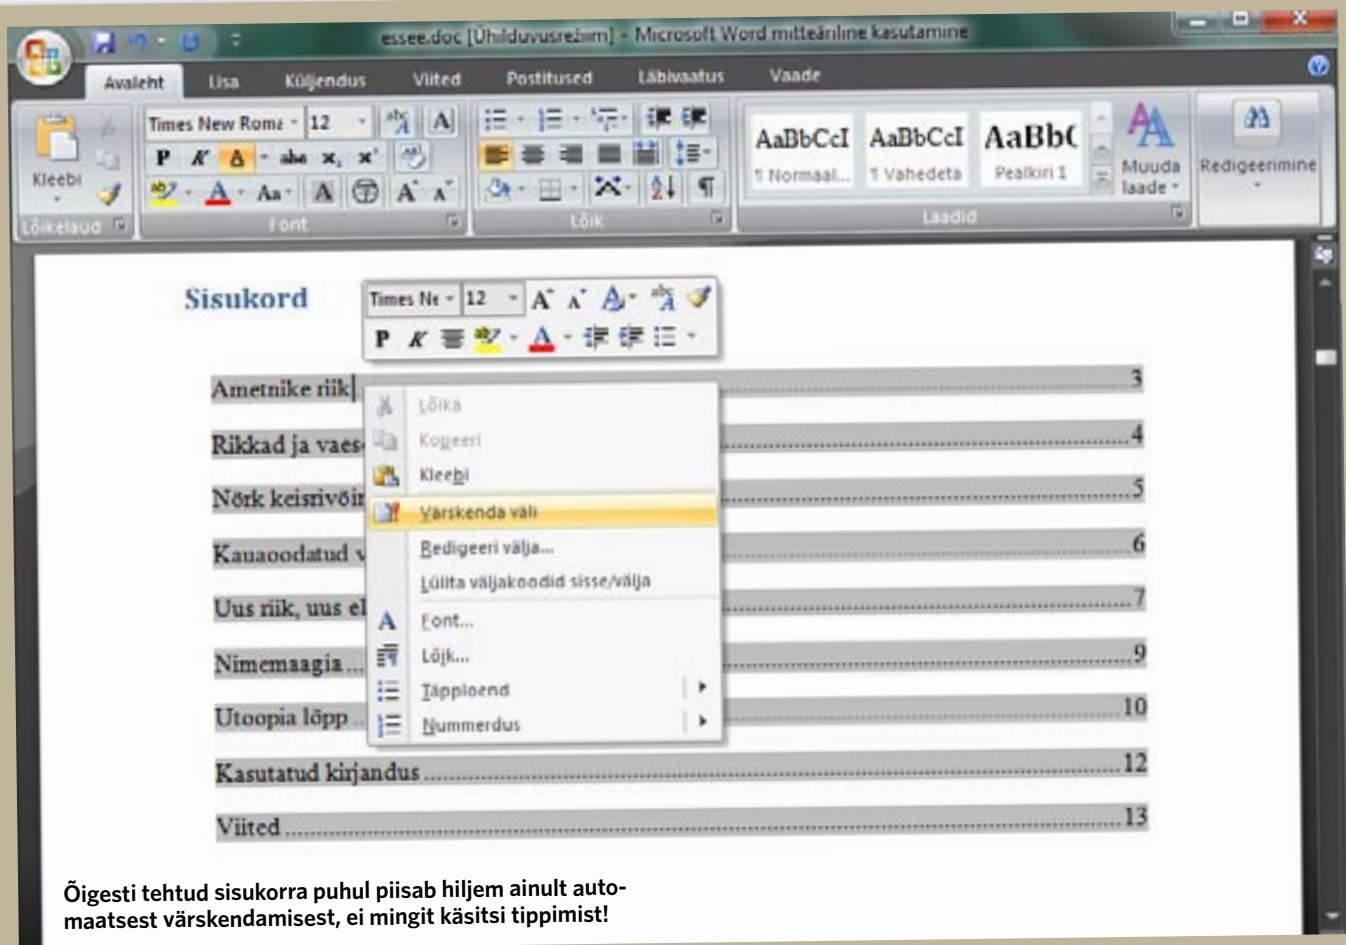 essee.doc [Ühilduvusrežiim] - Microsoft Word mitteäriline kasutamine
Avaleht Lisa Küljendus Viited Postitused Läbivaatus Vaade
Times New Roma 12
AaBbCcI AaBbCcI AaBb(
Kleebi
P K abc x, x'
¶ Normaal... ¶ Vahedeta Pealkiri 1
Muuda laade
Redigeerimine
Aa A A A
Lõikelaud Font Lõik Laadid
Sisukord
Times Ne 12
P K
Ametnike riik 3
Rikkad ja vaes 4
Nõrk keisrivõi 5
Kauaoodatud v 6
Uus riik, uus el 7
Nimemaagia ... 9
Utoopia lõpp .. 10
Kasutatud kirjandus 12
Viited 13
Lõika
Kopeeri
Kleebi
Värskenda väli
Redigeeri välja...
Lülita väljakoodid sisse/välja
Font...
Lõik...
Täpploend
Nummerdus
Õigesti tehtud sisukorra puhul piisab hiljem ainult auto-
maatsest värskendamisest, ei mingit käsitsi tippimist!